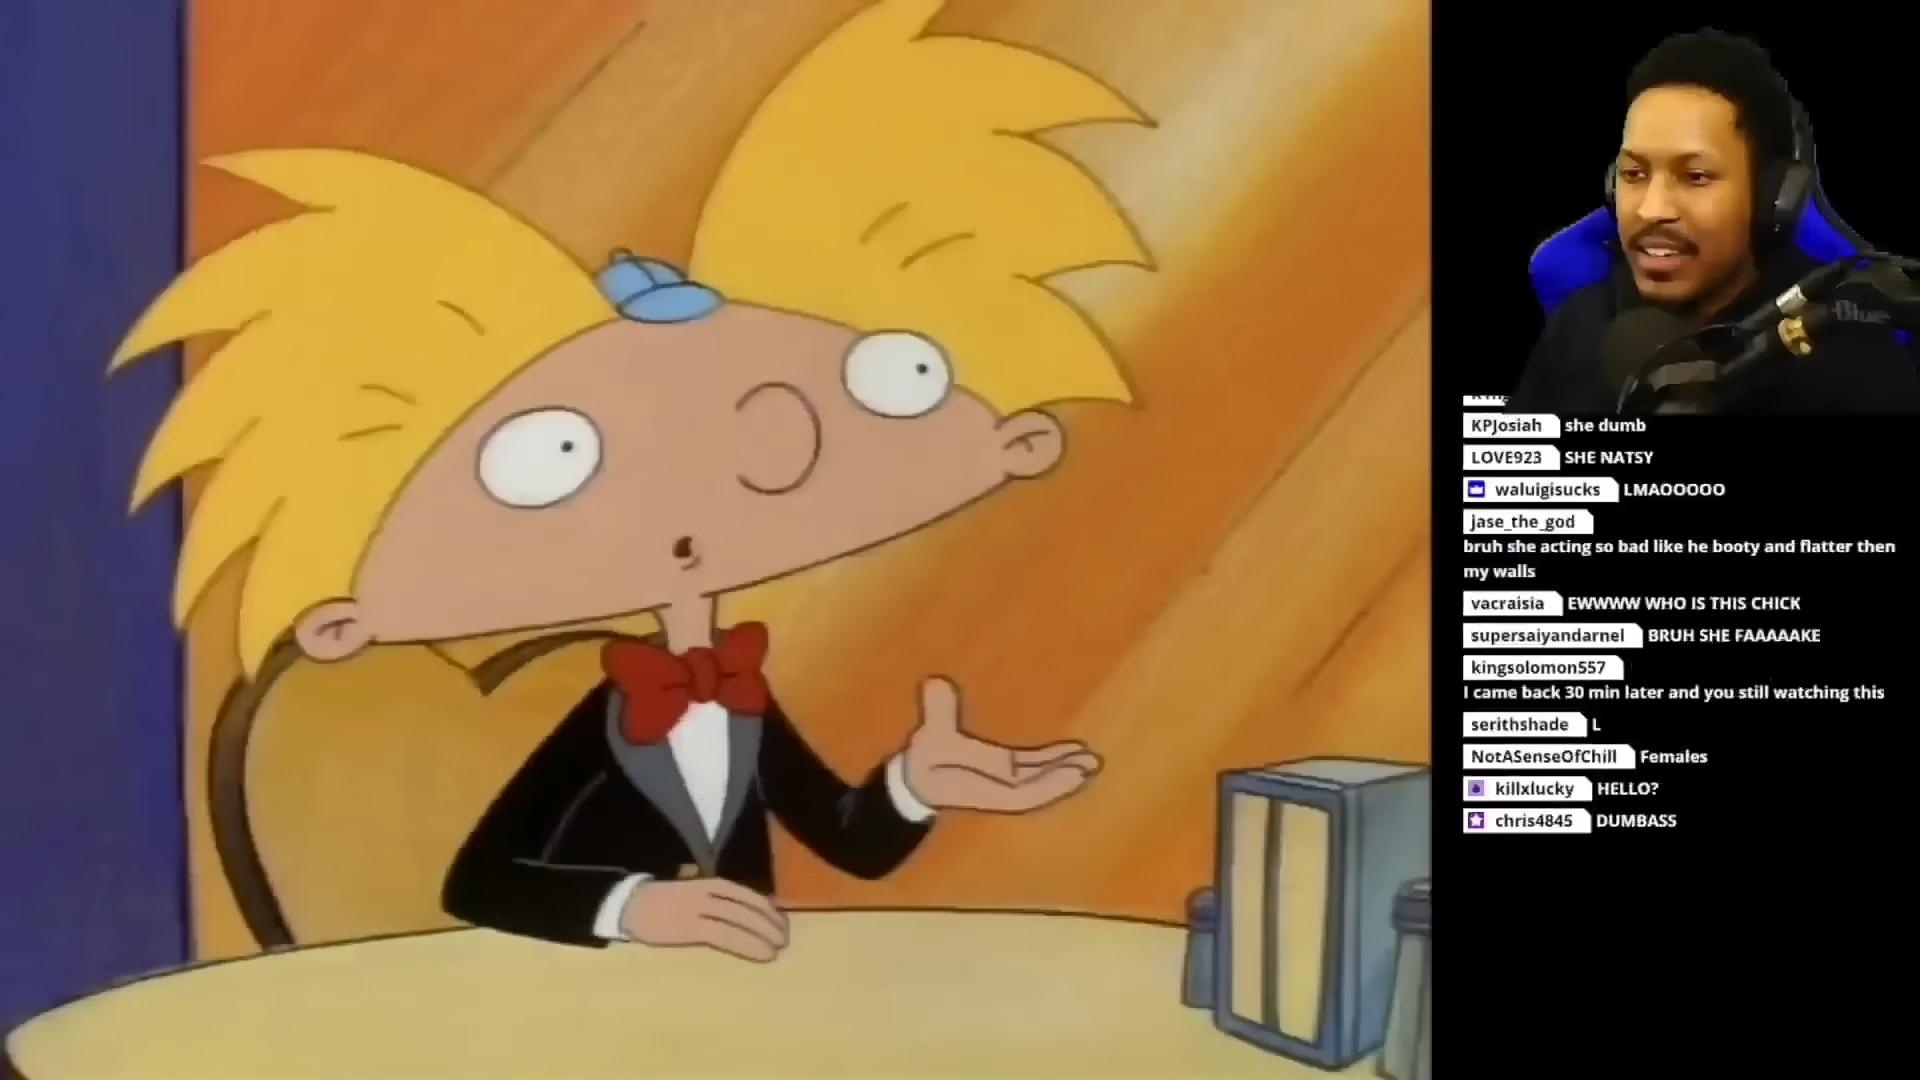 Blue
KPJosiah she dumb
LOVE923 SHE NATSY
waluigisucks LMAOOOOO
jase_the_god
bruh she acting so bad like he booty and flatter then
my walls
vacraisia EWWWW WHO IS THIS CHICK
supersaiyandarnel BRUH SHE FAAAAAKE
kingsolomon557
I came back 30 min later and you still watching this
serithshade L
NotASenseOfChill Females
killxlucky HELLO?
chris4845 DUMBASS